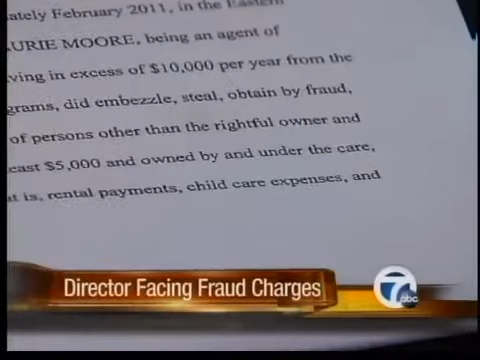 ately February 2011, in the Eastern
URIE MOORE, being an agent of
ving in excess of $10,000 per year from the
grams, did embezzle, steal, obtain by fraud,
of persons other than the rightful owner and
east $5,000 and owned by and under the care,
t is, rental payments, child care expenses, and
Director Facing Fraud Charges
7
abc